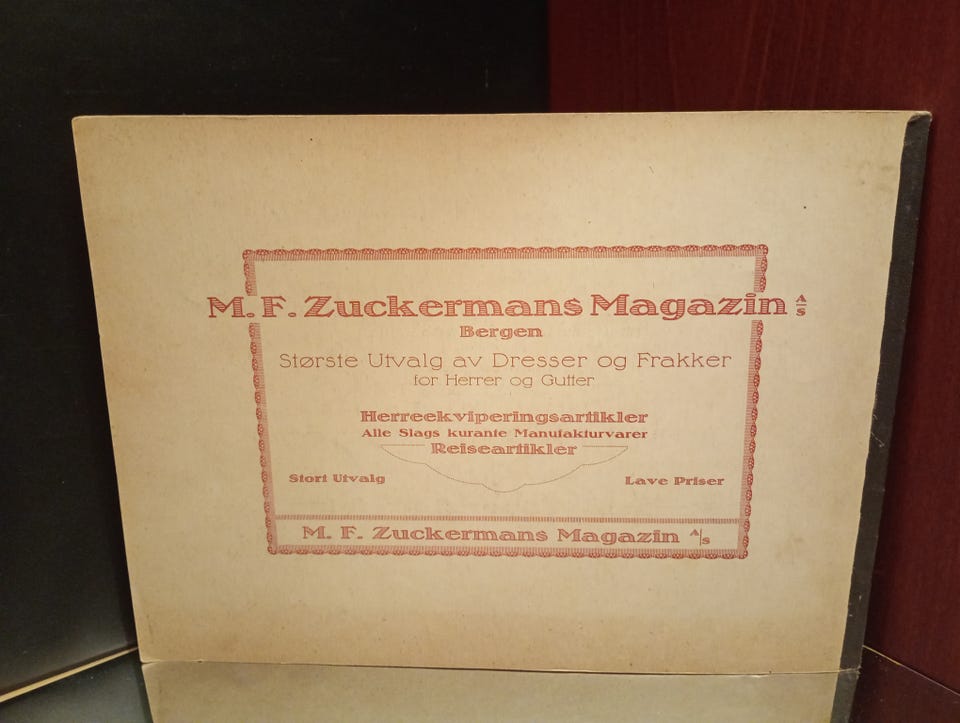 M. F. Zuckermans Magazin A/S
Bergen
Største Utvalg av Dresser og Frakker
for Herrer og Gutter
Herreekviperingsartikler
Alle Slags kurante Manufakturvarer
Reiseartikler
Stort Utvalg Lave Priser
M. F. Zuckermans Magazin A/S